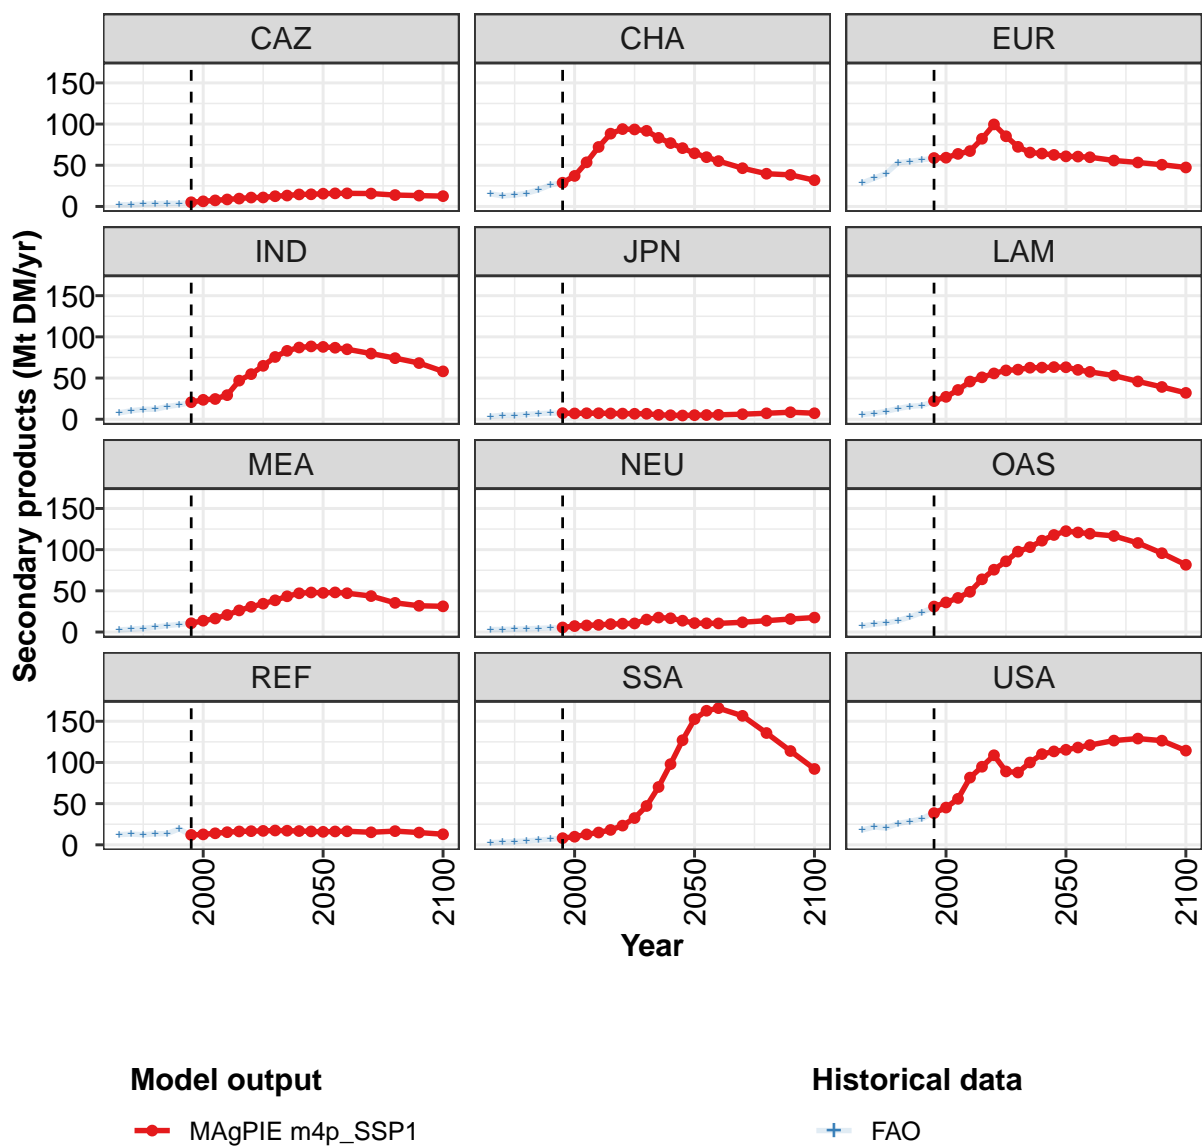 CAZ CHA EUR
150
100
50
0
IND JPN LAM
150
100
50
0
MEA NEU OAS
150
100
50
0
REF SSA USA
150
100
50
0
Secondary products (Mt DM/yr)
2000 2050 2100 2000 2050 2100 2000 2050 2100
Year
Model output Historical data
MAgPIE m4p_SSP1 FAO